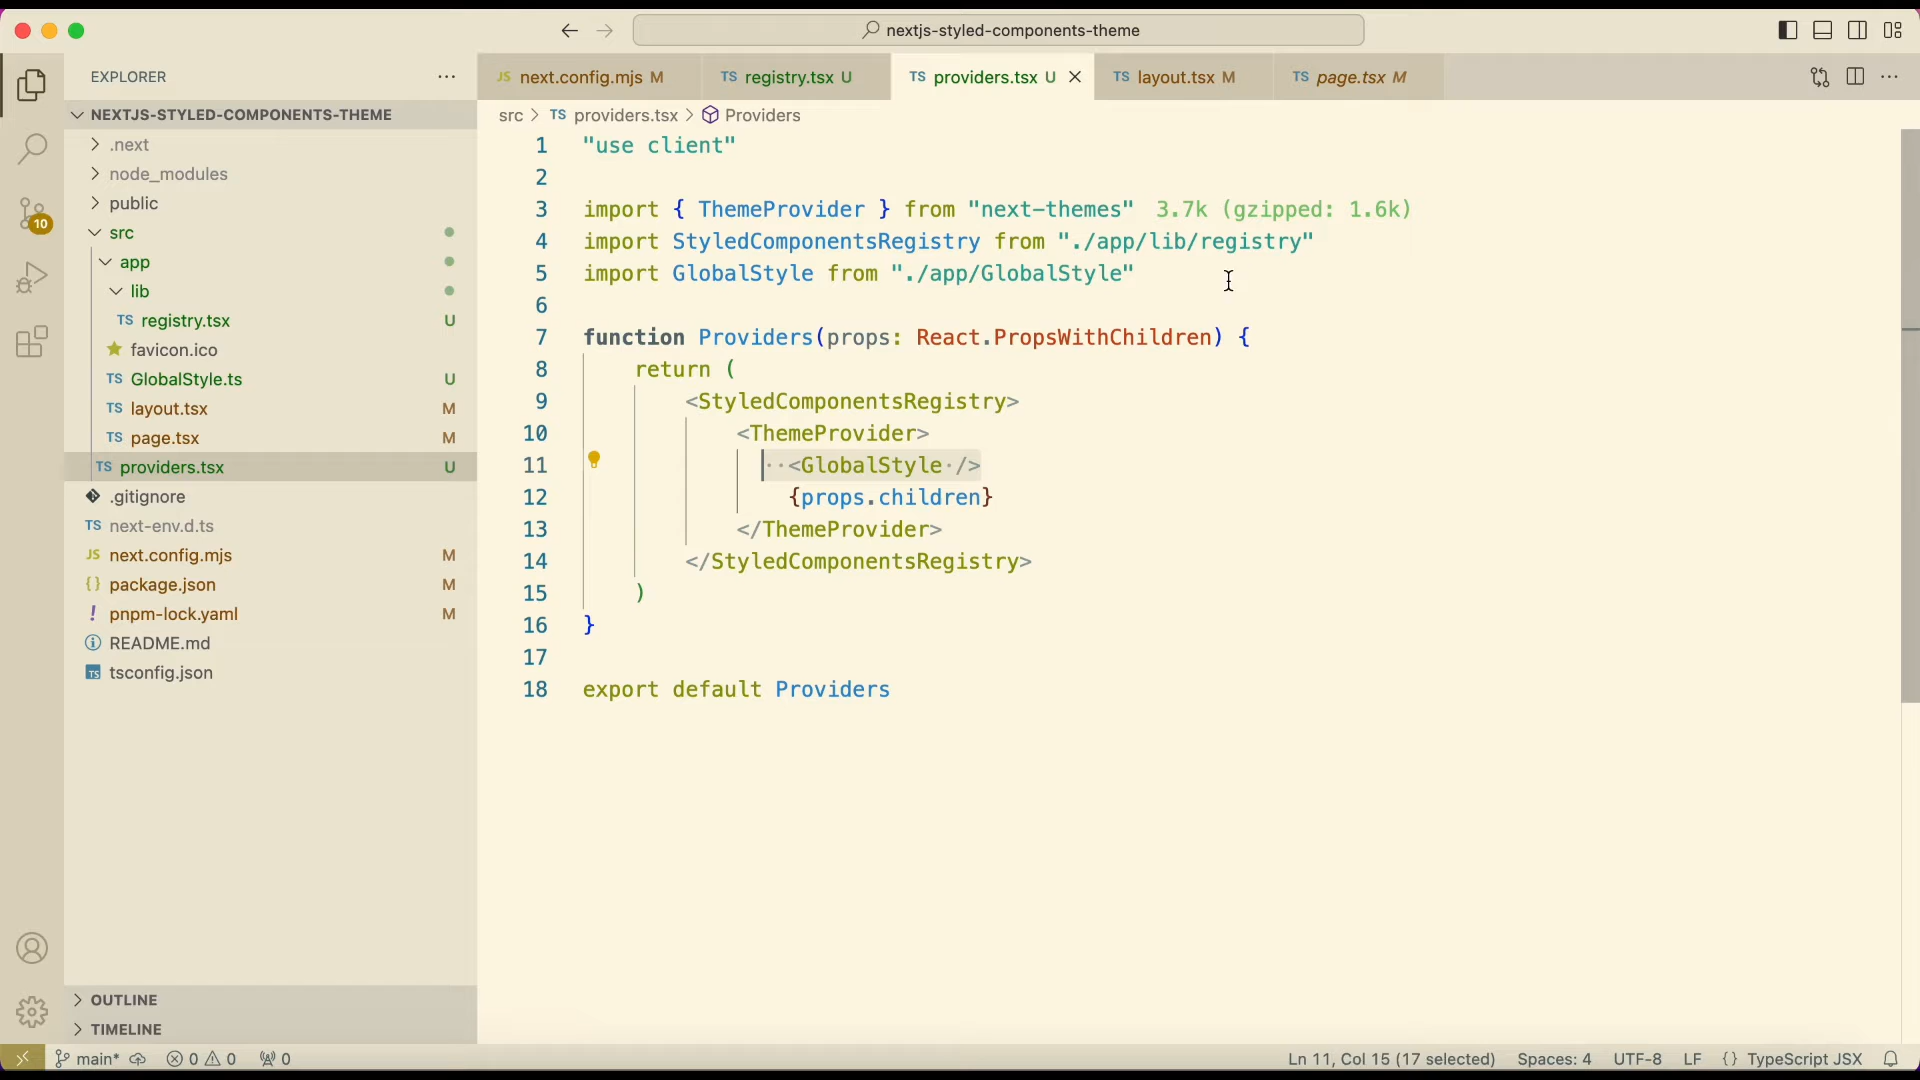 nextjs-styled-components-theme
EXPLORER
JS next.config.mjs M
TS registry.tsx U
TS providers.tsx U
TS layout.tsx M
TS page.tsx M
NEXTJS-STYLED-COMPONENTS-THEME
.next
node_modules
public
src
app
lib
TS registry.tsx U
favicon.ico
TS GlobalStyle.ts U
TS layout.tsx M
TS page.tsx M
TS providers.tsx U
.gitignore
TS next-env.d.ts
JS next.config.mjs M
{} package.json M
! pnpm-lock.yaml M
README.md
TS tsconfig.json
OUTLINE
TIMELINE
10
src > TS providers.tsx > Providers
1 "use client"
2
3 import { ThemeProvider } from "next-themes" 3.7k (gzipped: 1.6k)
4 import StyledComponentsRegistry from "./app/lib/registry"
5 import GlobalStyle from "./app/GlobalStyle"
6
7 function Providers(props: React.PropsWithChildren) {
8 return (
9 <StyledComponentsRegistry>
10 <ThemeProvider>
11 ··<GlobalStyle·/>
12 {props.children}
13 </ThemeProvider>
14 </StyledComponentsRegistry>
15 )
16 }
17
18 export default Providers
main* 0 0 0
Ln 11, Col 15 (17 selected) Spaces: 4 UTF-8 LF {} TypeScript JSX